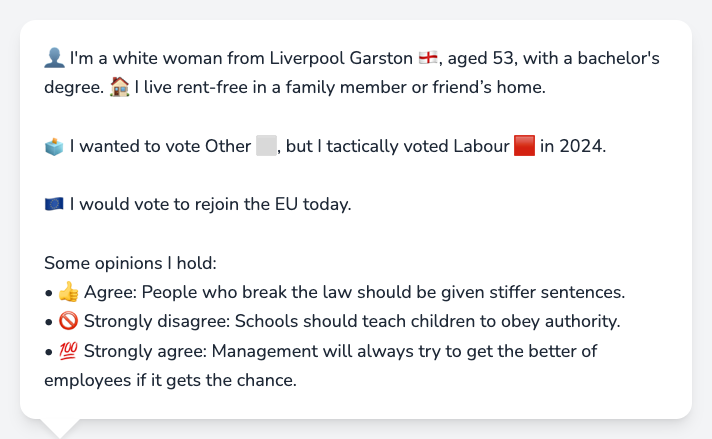 👤 I'm a white woman from Liverpool Garston 🏴󠁧󠁢󠁥󠁮󠁧󠁿, aged 53, with a bachelor's
degree. 🏠 I live rent-free in a family member or friend’s home.
🗳️ I wanted to vote Other ⬜, but I tactically voted Labour 🟥 in 2024.
🇪🇺 I would vote to rejoin the EU today.
Some opinions I hold:
• 👍 Agree: People who break the law should be given stiffer sentences.
• 🚫 Strongly disagree: Schools should teach children to obey authority.
• 💯 Strongly agree: Management will always try to get the better of
employees if it gets the chance.